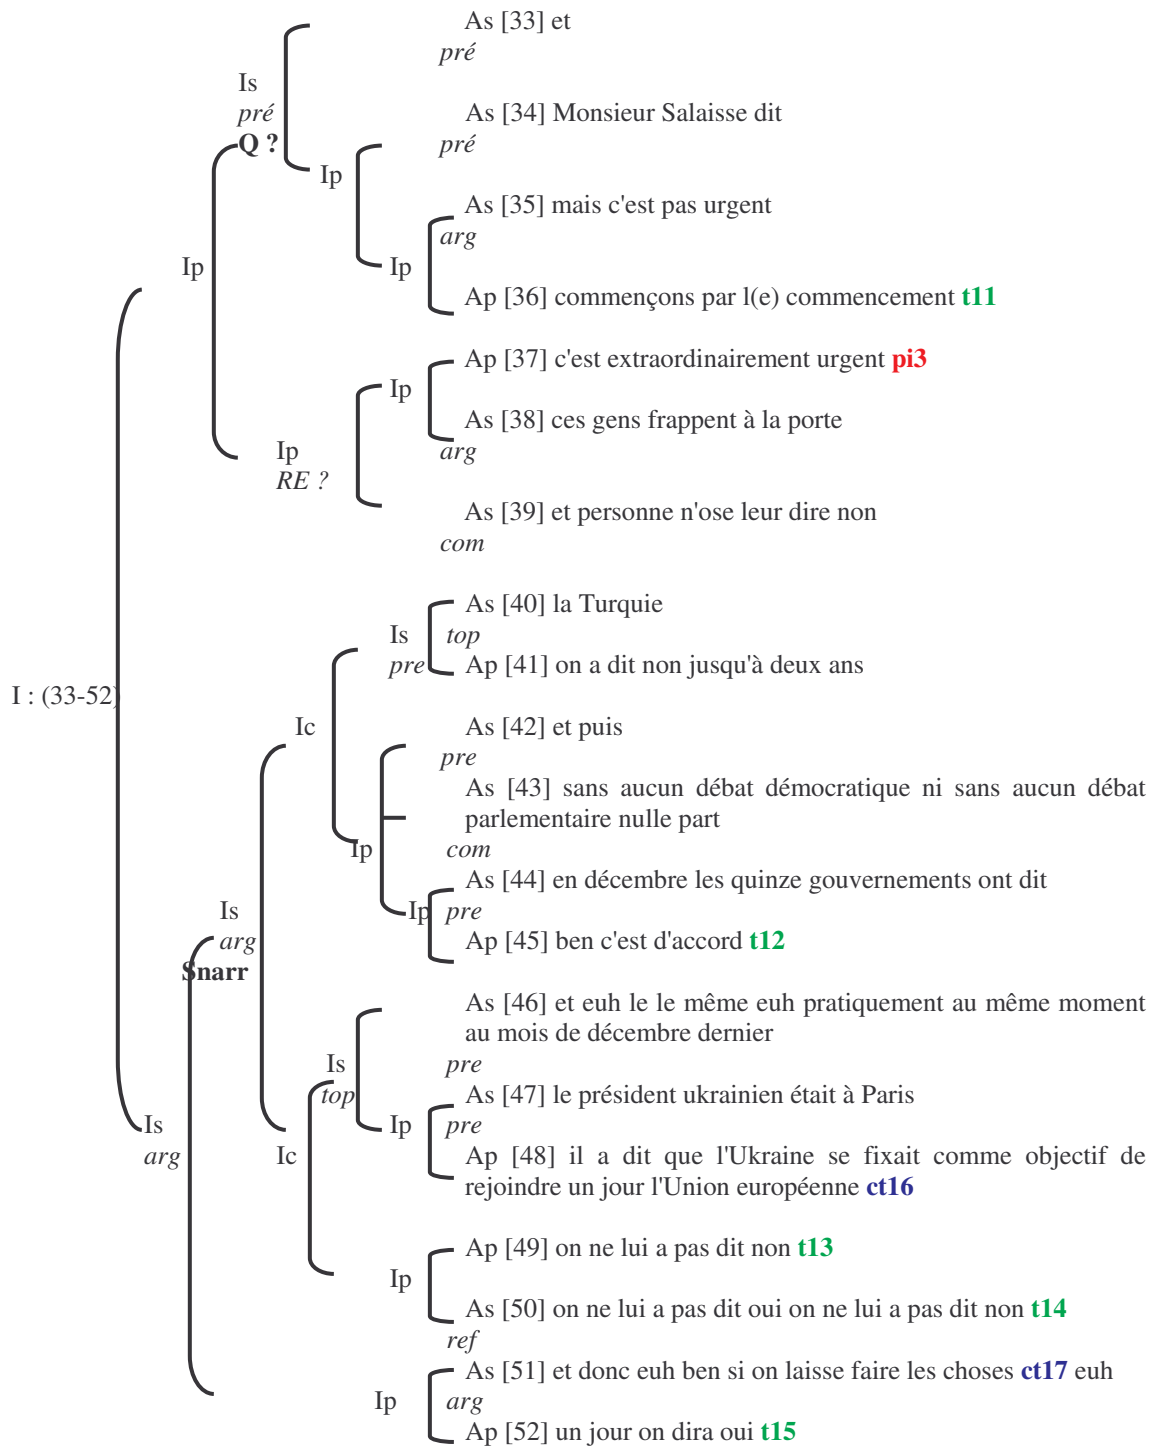 As [33] et
pré
Is
pré
As [34] Monsieur Salaisse dit
Q ?
pré
Ip
As [35] mais c'est pas urgent
arg
Ip
Ip
Ap [36] commençons par l(e) commencement t11
Ap [37] c'est extraordinairement urgent pi3
Ip
As [38] ces gens frappent à la porte
Ip
arg
RE ?
As [39] et personne n'ose leur dire non
com
As [40] la Turquie
Is
top
pre
Ap [41] on a dit non jusqu'à deux ans
I : (33-52)
Ic
As [42] et puis
pre
As [43] sans aucun débat démocratique ni sans aucun débat
parlementaire nulle part
Ip
com
As [44] en décembre les quinze gouvernements ont dit
Is
Ip
pre
arg
Ap [45] ben c'est d'accord t12
Snarr
As [46] et euh le le même euh pratiquement au même moment
au mois de décembre dernier
Is
pre
top
As [47] le président ukrainien était à Paris
Is
Ip
pre
arg
Ic
Ap [48] il a dit que l'Ukraine se fixait comme objectif de
rejoindre un jour l'Union européenne ct16
Ap [49] on ne lui a pas dit non t13
Ip
As [50] on ne lui a pas dit oui on ne lui a pas dit non t14
ref
As [51] et donc euh ben si on laisse faire les choses ct17 euh
Ip
arg
Ap [52] un jour on dira oui t15